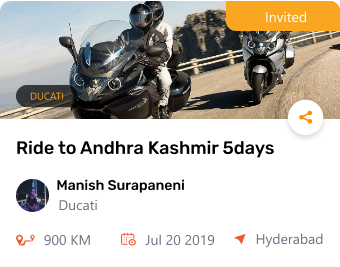 Invited
DUCATI
Ride to Andhra Kashmir 5days
Manish Surapaneni
Ducati
900 KM
Jul 20 2019
Hyderabad